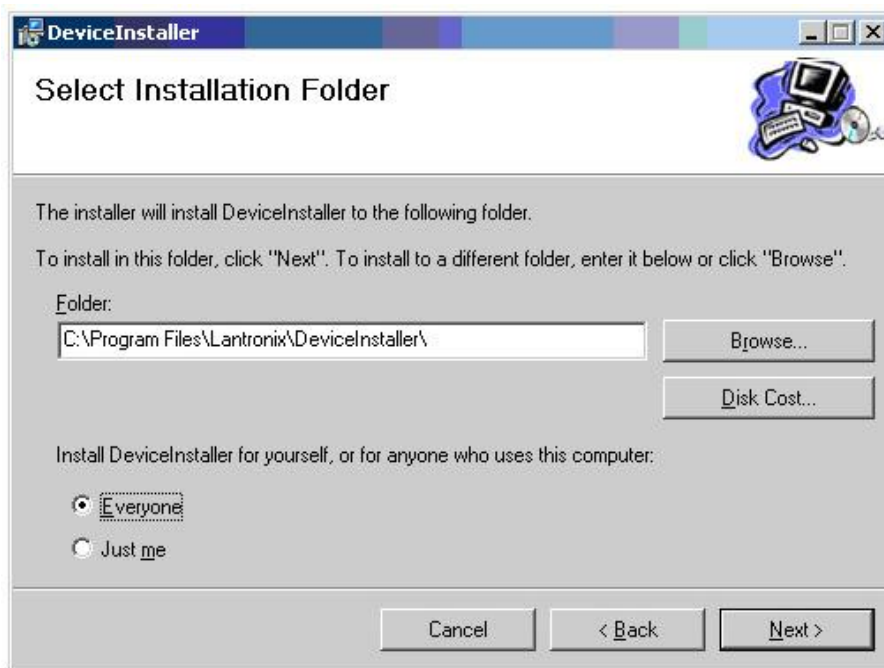 DeviceInstaller
Select Installation Folder
The installer will install DeviceInstaller to the following folder.
To install in this folder, click "Next". To install to a different folder, enter it below or click "Browse".
Folder:
C:\Program Files\Lantronix\DeviceInstaller\
Browse...
Disk Cost...
Install DeviceInstaller for yourself, or for anyone who uses this computer:
Everyone
Just me
Cancel
< Back
Next >